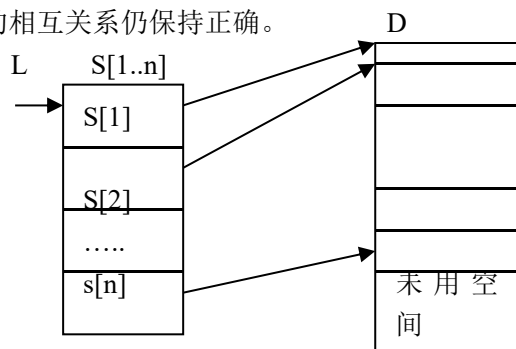 的相互关系仍保持正确。
D
L S[1..n]
S[1]
S[2]
…..
s[n]
未 用 空
间